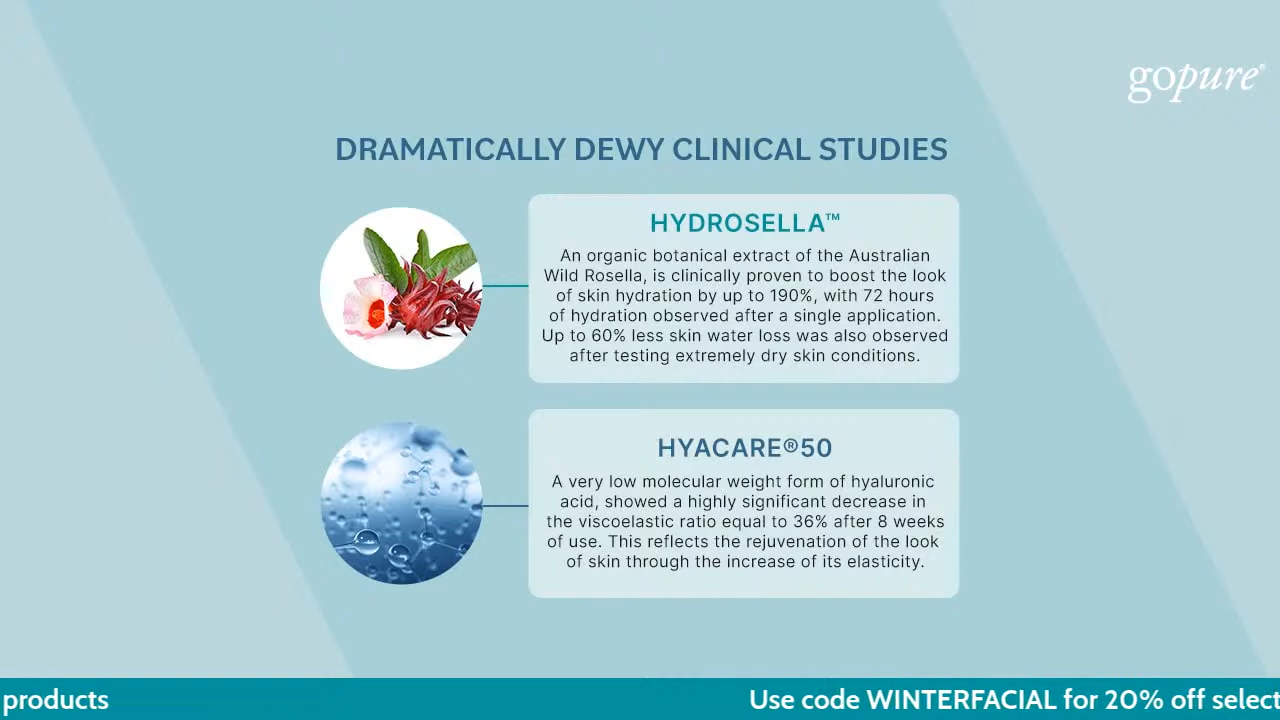 gopure®
DRAMATICALLY DEWY CLINICAL STUDIES
HYDROSELLA™
An organic botanical extract of the Australian
Wild Rosella, is clinically proven to boost the look
of skin hydration by up to 190%, with 72 hours
of hydration observed after a single application.
Up to 60% less skin water loss was also observed
after testing extremely dry skin conditions.
HYACARE®50
A very low molecular weight form of hyaluronic
acid, showed a highly significant decrease in
the viscoelastic ratio equal to 36% after 8 weeks
of use. This reflects the rejuvenation of the look
of skin through the increase of its elasticity.
products
Use code WINTERFACIAL for 20% off select